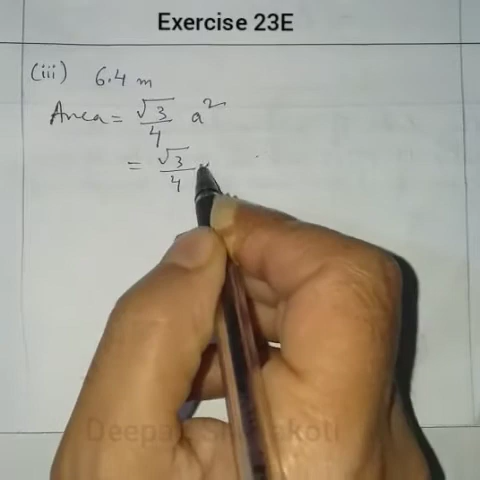 Exercise 23E
(iii) 6.4 m
Area = √3/4 a²
= √3/4